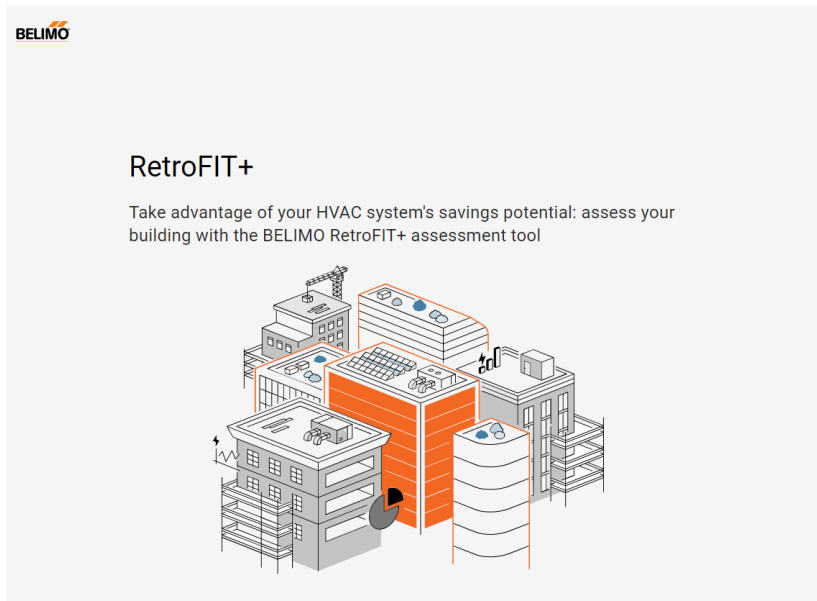 BELIMO
RetroFIT+
Take advantage of your HVAC system's savings potential: assess your
building with the BELIMO RetroFIT+ assessment tool